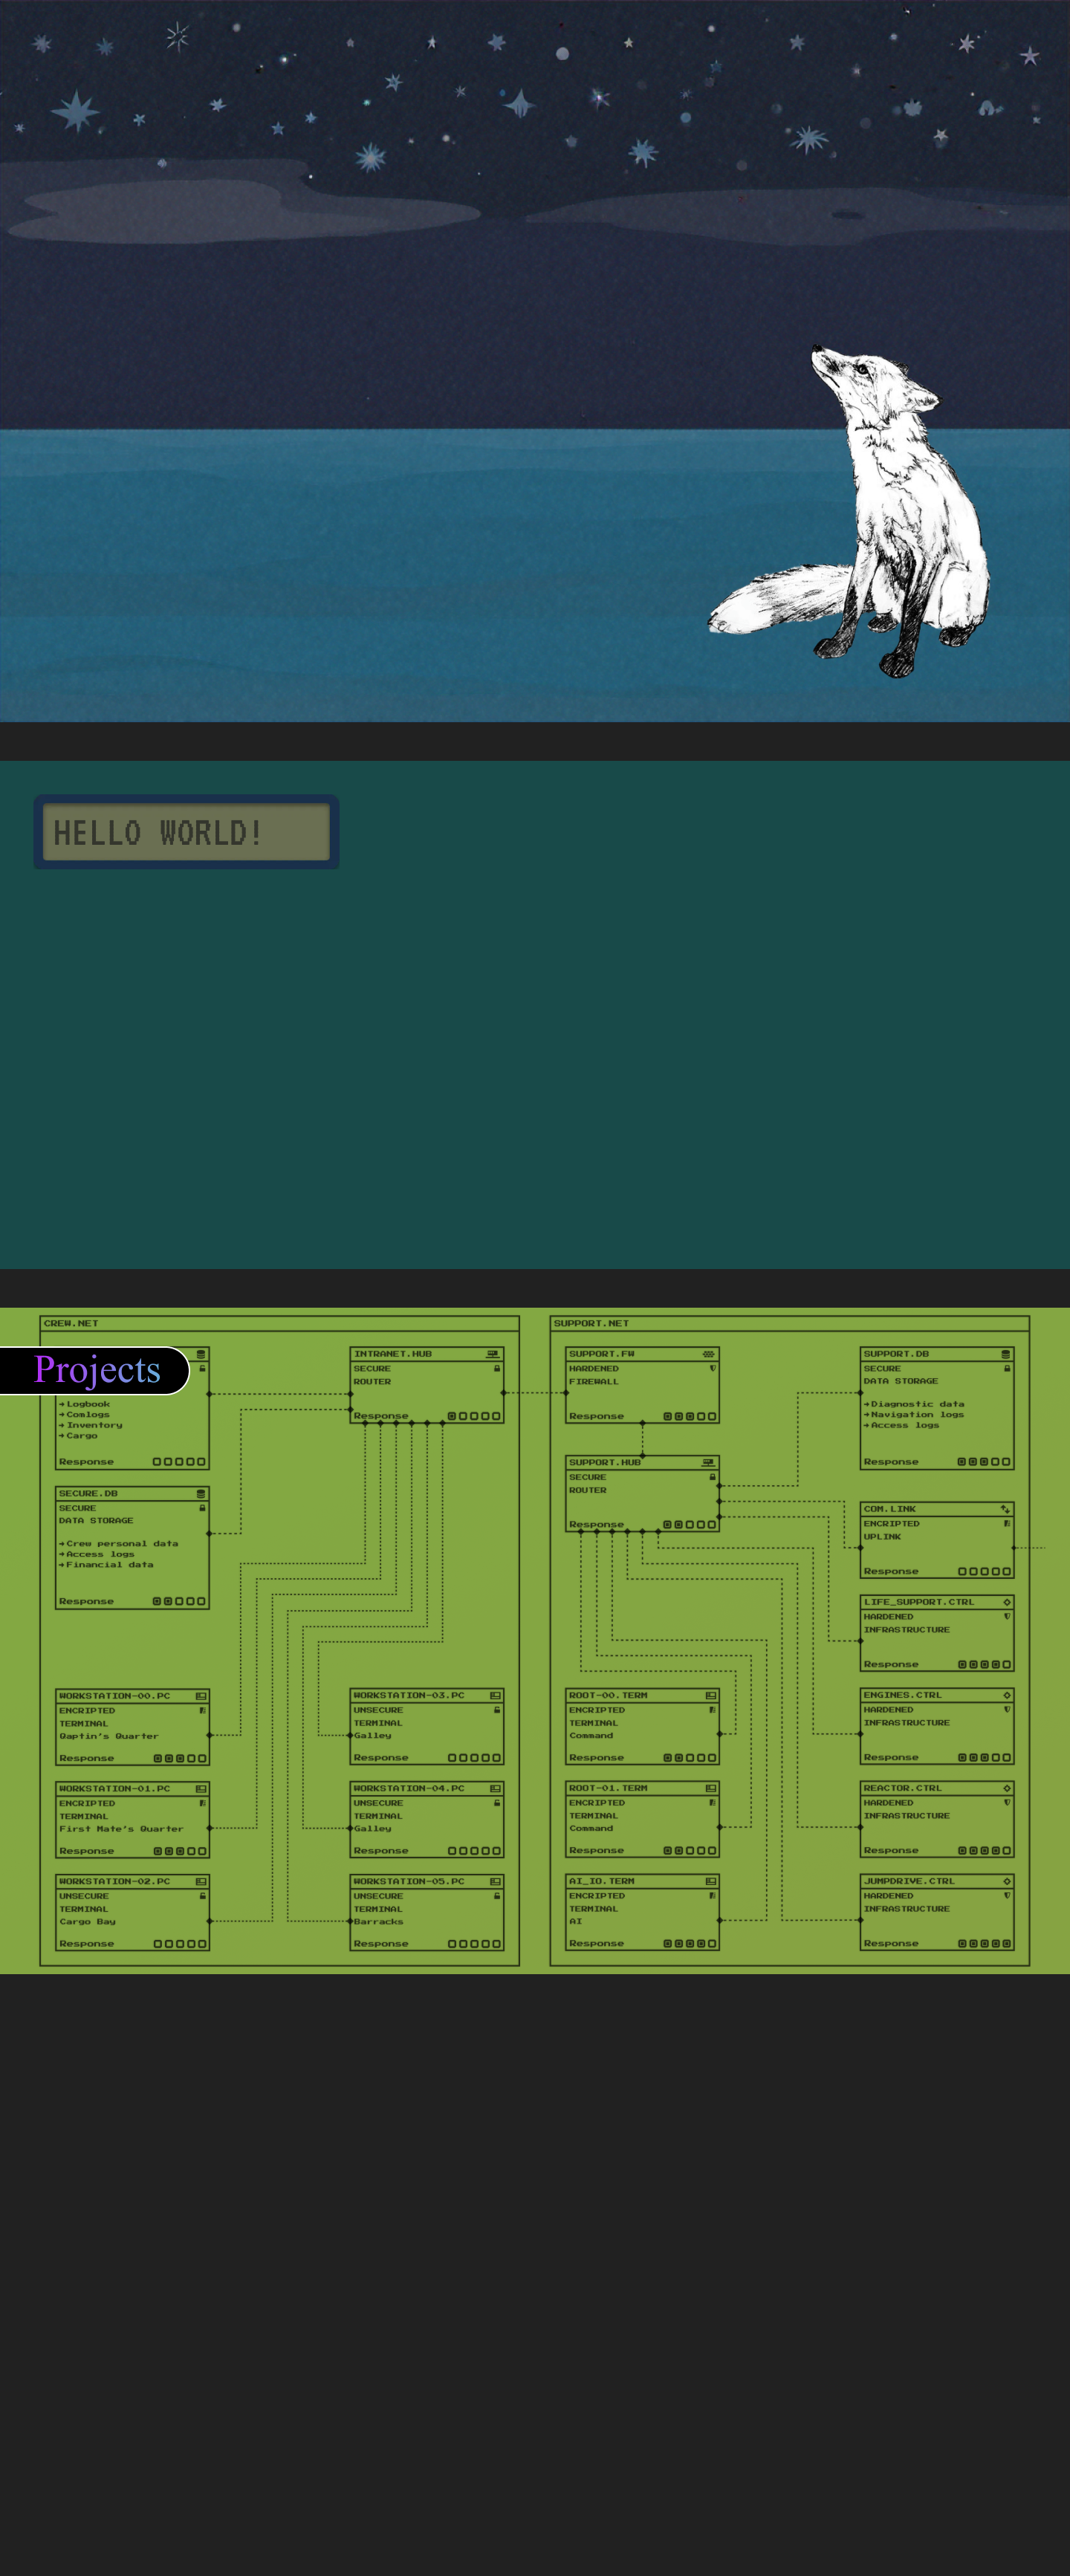 HELLO WORLD!
CREW.NET
Projects
→Logbook
→Comlogs
→Inventory
→Cargo
Response
SECURE.DB
SECURE
DATA STORAGE
→Crew personal data
→Access logs
→Financial data
Response
INTRANET.HUB
SECURE
ROUTER
Response
WORKSTATION-00.PC
ENCRIPTED
TERMINAL
Qaptin's Quarter
Response
WORKSTATION-01.PC
ENCRIPTED
TERMINAL
First Mate's Quarter
Response
WORKSTATION-02.PC
UNSECURE
TERMINAL
Cargo Bay
Response
WORKSTATION-03.PC
UNSECURE
TERMINAL
Galley
Response
WORKSTATION-04.PC
UNSECURE
TERMINAL
Galley
Response
WORKSTATION-05.PC
UNSECURE
TERMINAL
Barracks
Response
SUPPORT.NET
SUPPORT.FW
HARDENED
FIREWALL
Response
SUPPORT.HUB
SECURE
ROUTER
Response
ROOT-00.TERM
ENCRIPTED
TERMINAL
Command
Response
ROOT-01.TERM
ENCRIPTED
TERMINAL
Command
Response
AI_IO.TERM
ENCRIPTED
TERMINAL
AI
Response
SUPPORT.DB
SECURE
DATA STORAGE
→Diagnostic data
→Navigation logs
→Access logs
Response
COM.LINK
ENCRIPTED
UPLINK
Response
LIFE_SUPPORT.CTRL
HARDENED
INFRASTRUCTURE
Response
ENGINES.CTRL
HARDENED
INFRASTRUCTURE
Response
REACTOR.CTRL
HARDENED
INFRASTRUCTURE
Response
JUMPDRIVE.CTRL
HARDENED
INFRASTRUCTURE
Response